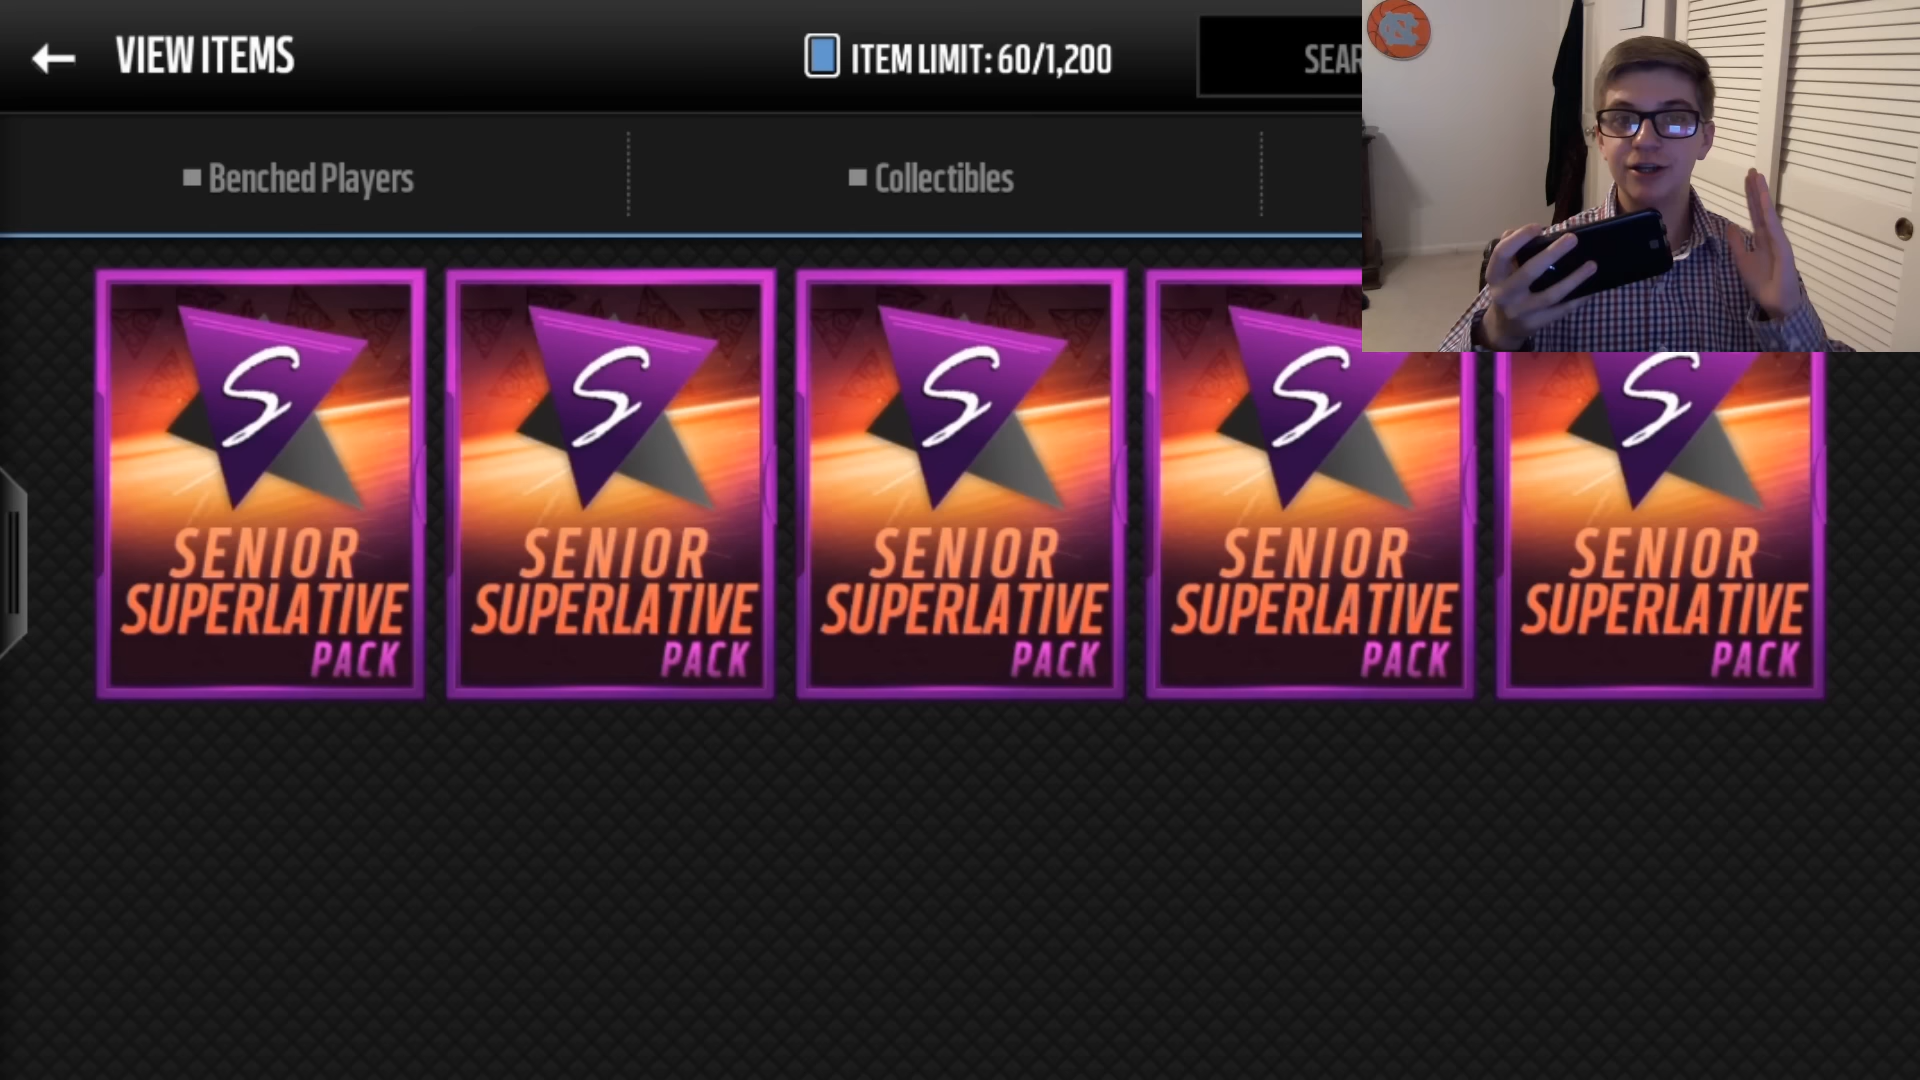 VIEW ITEMS
ITEM LIMIT: 60/1,200
SEAR
Benched Players
Collectibles
S
SENIOR
SUPERLATIVE
PACK
S
SENIOR
SUPERLATIVE
PACK
S
SENIOR
SUPERLATIVE
PACK
S
SENIOR
SUPERLATIVE
PACK
S
SENIOR
SUPERLATIVE
PACK
NC